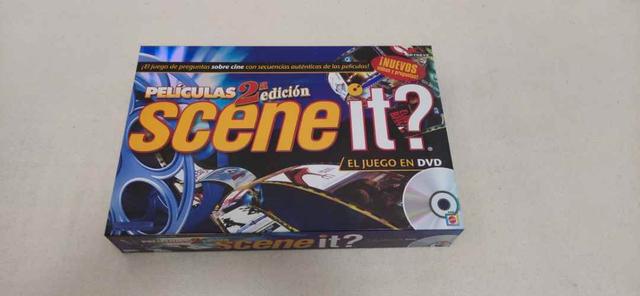 ¡El juego de preguntas sobre cine con secuencias auténticas de las películas!
¡NUEVOS
PELÍCULAS 2ª edición
scene it?
EL JUEGO EN DVD
scene it?